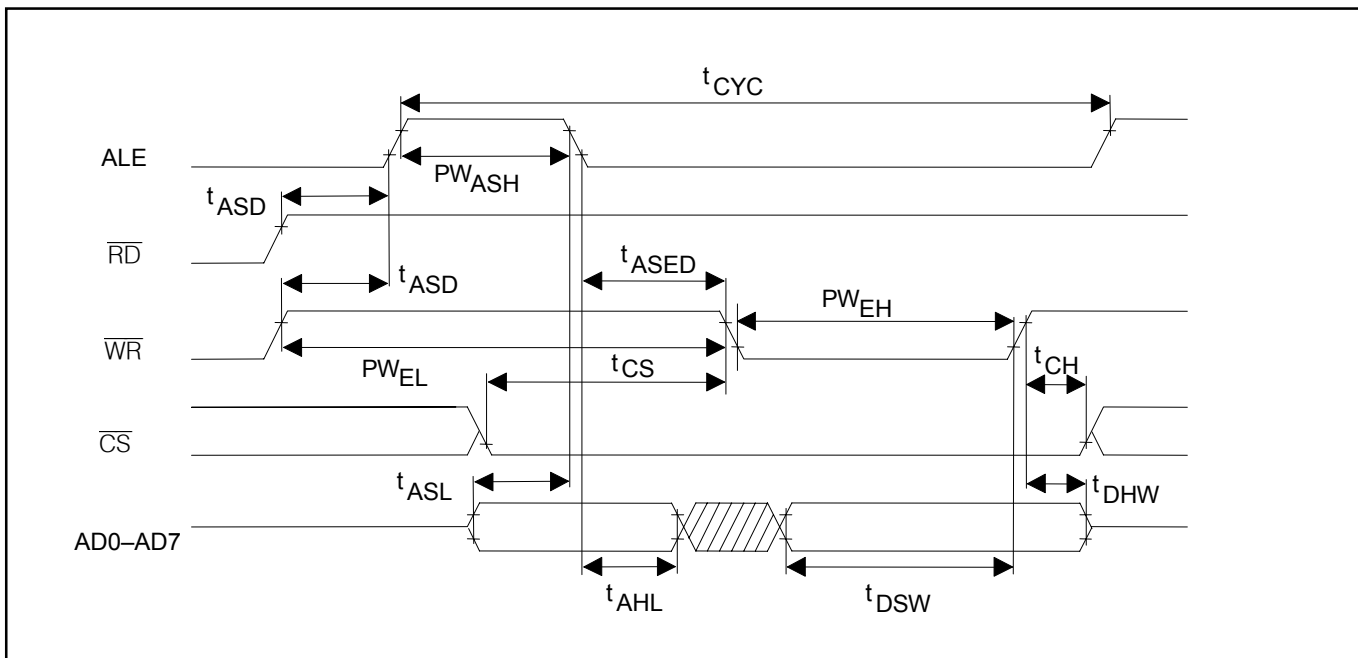 tCYC
ALE
PWASH
tASD
RD
tASED
tASD
PWEH
WR
tCS
PWEL
tCH
CS
tASL
tDHW
AD0–AD7
tAHL
tDSW